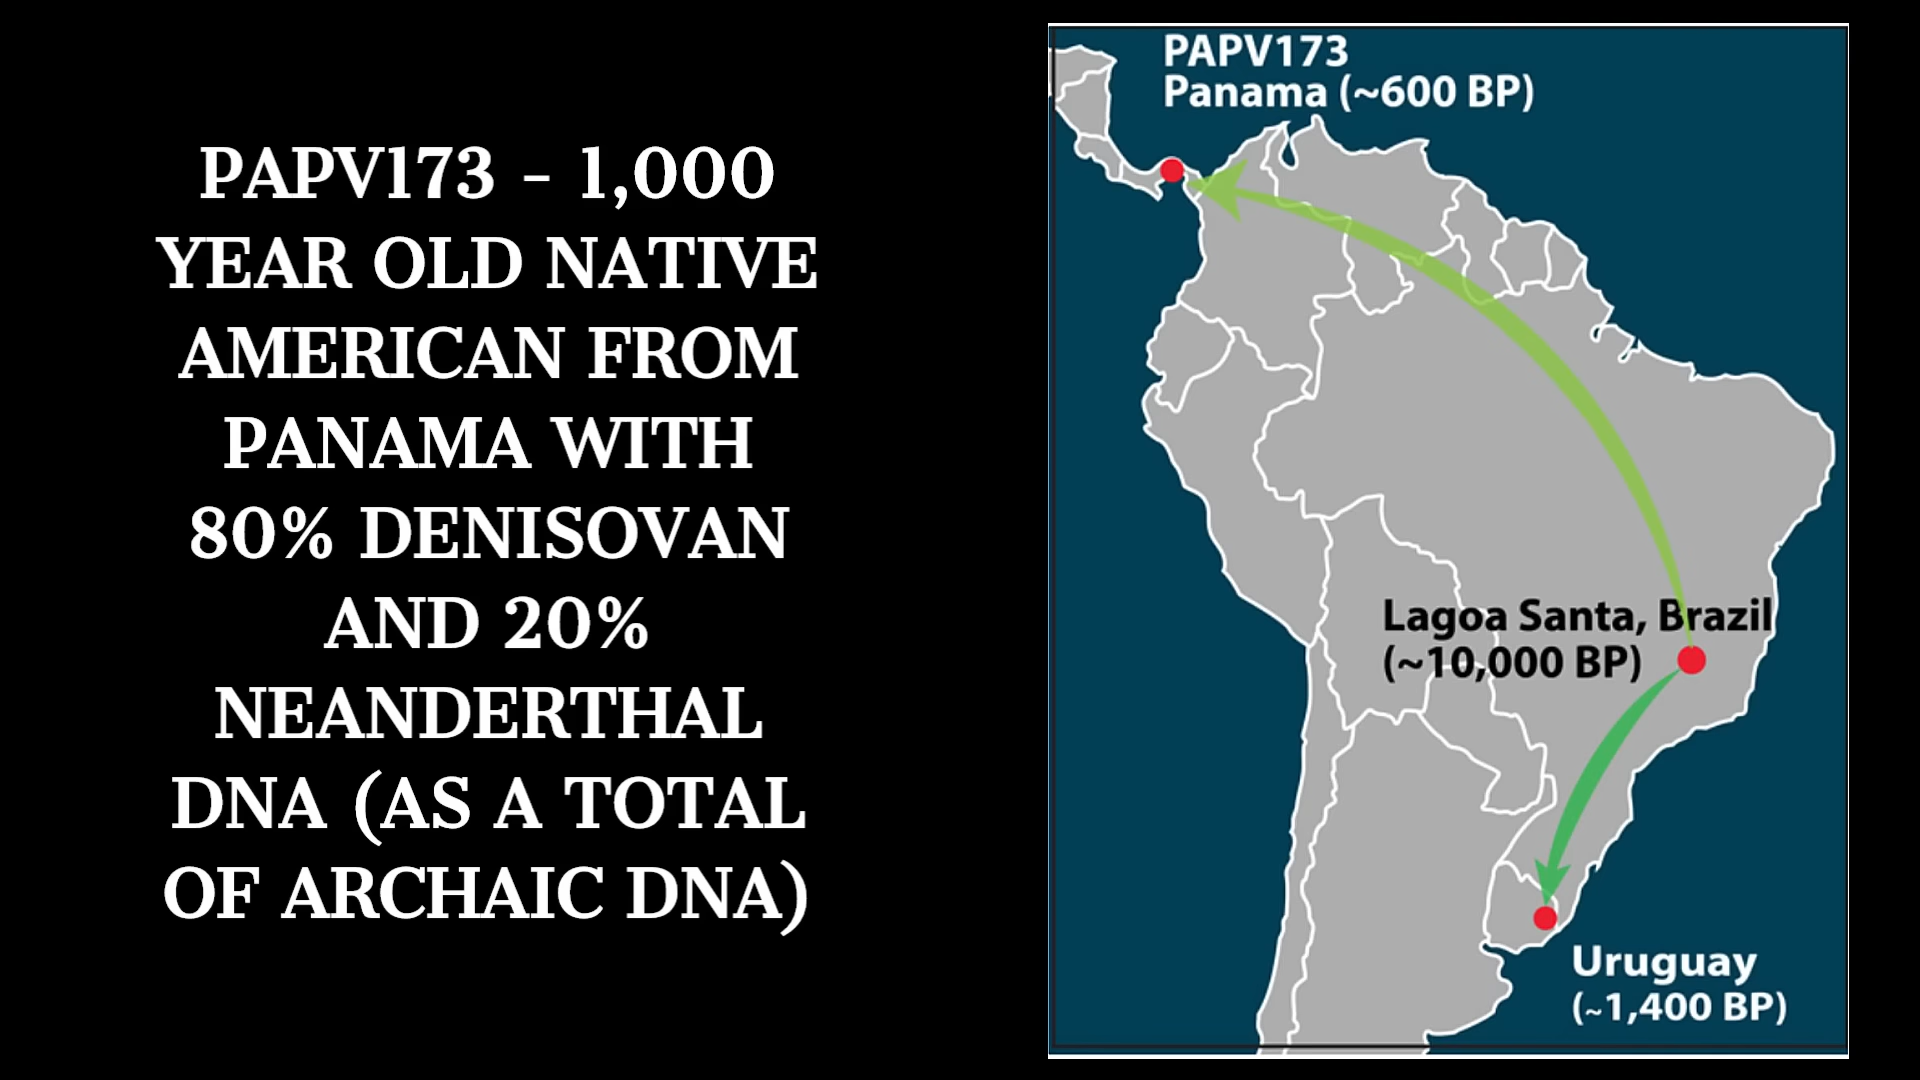 PAPV173 - 1,000
YEAR OLD NATIVE
AMERICAN FROM
PANAMA WITH
80% DENISOVAN
AND 20%
NEANDERTHAL
DNA (AS A TOTAL
OF ARCHAIC DNA)
PAPV173
Panama (~600 BP)
Lagoa Santa, Brazil
(~10,000 BP)
Uruguay
(~1,400 BP)